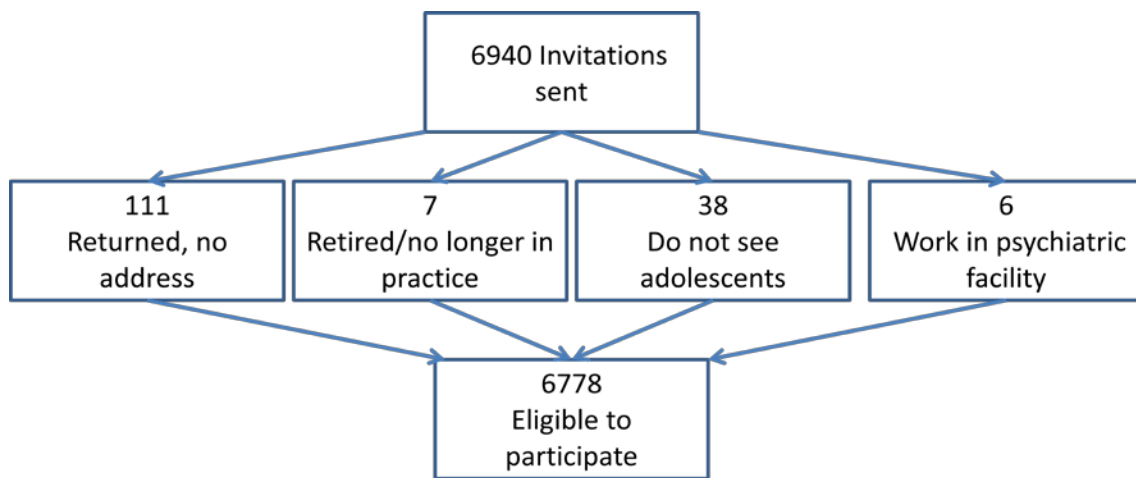 6940 Invitations
sent
111
Returned, no
address
7
Retired/no longer in
practice
38
Do not see
adolescents
6
Work in psychiatric
facility
6778
Eligible to
participate